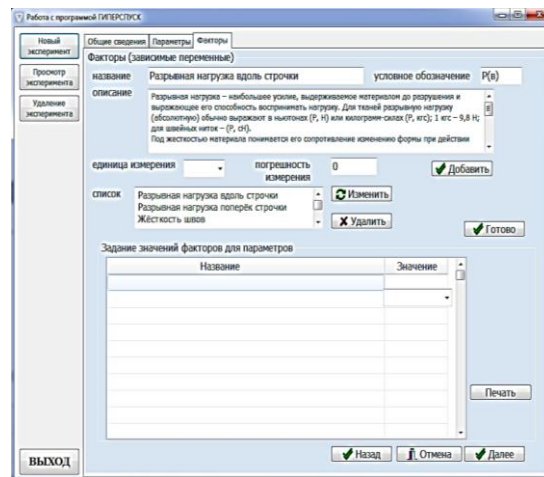 Работа с программой ГИПЕРСПУСК
Новый
эксперимент
Просмотр
эксперимента
Удаление
эксперимента
Общие сведения Параметры Факторы
Факторы (зависимые переменные)
название Разрывная нагрузка вдоль строчки условное обозначение Р(в)
описание
Разрывная нагрузка – наибольшее усилие, выдерживаемое материалом до разрушения и
выражающее его способность воспринимать нагрузку. Для тканей разрывную нагрузку
(абсолютную) обычно выражают в ньютонах (Р, Н) или килограмм-силах (Р, кгс); 1 кгс – 9,8 Н;
для швейных ниток – (Р, сН).
Под жесткостью материала понимается его сопротивление изменению формы при действии
единица измерения погрешность
измерения 0 Добавить
список
Разрывная нагрузка вдоль строчки
Разрывная нагрузка поперёк строчки
Жёсткость швов
Изменить
Удалить
Готово
Задание значений факторов для параметров
Название Значение
Печать
Назад Отмена Далее
ВЫХОД